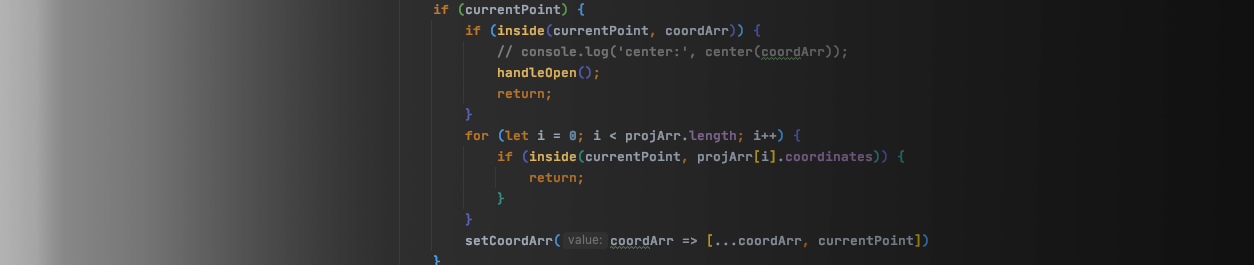 if (currentPoint) {
if (inside(currentPoint, coordArr)) {
// console.log('center:', center(coordArr));
handleOpen();
return;
}
for (let i = 0; i < projArr.length; i++) {
if (inside(currentPoint, projArr[i].coordinates)) {
return;
}
}
setCoordArr( value: coordArr => [...coordArr, currentPoint])
}